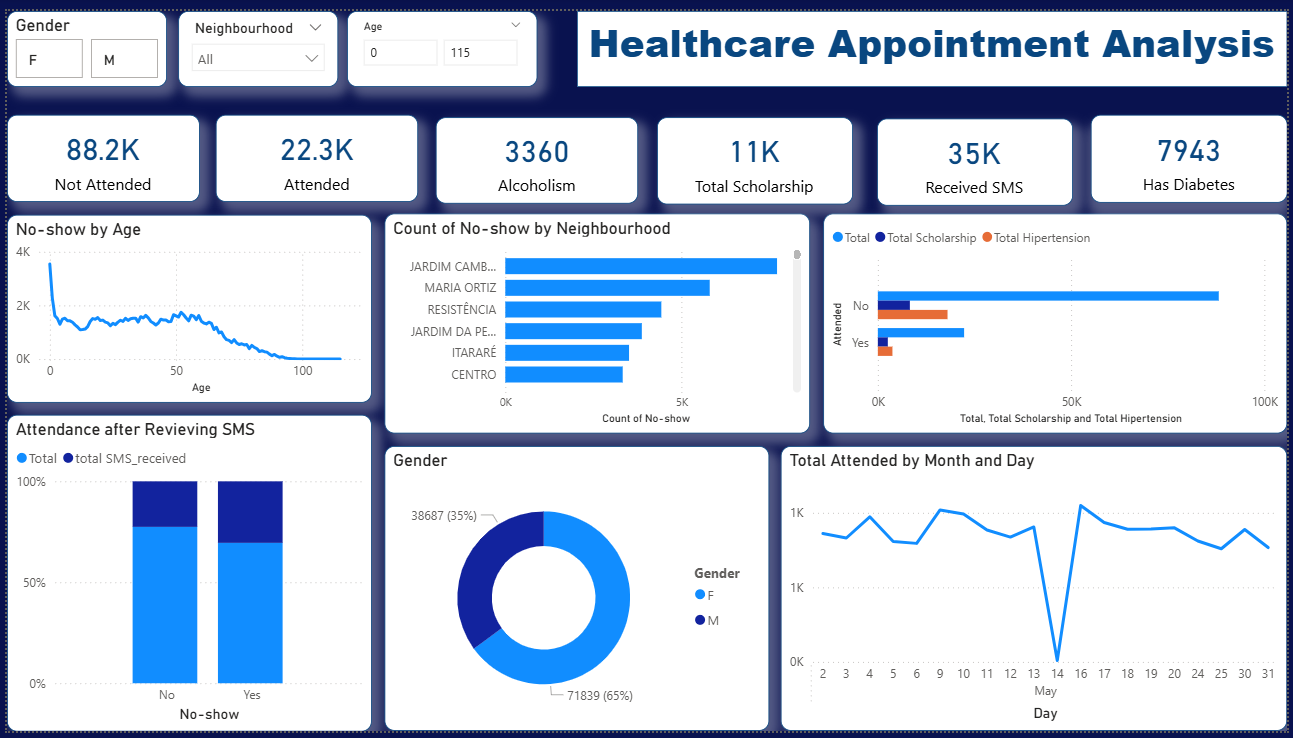 Gender
F
M
Neighbourhood
All
Age
0
115
Healthcare Appointment Analysis
88.2K
Not Attended
22.3K
Attended
3360
Alcoholism
11K
Total Scholarship
35K
Received SMS
7943
Has Diabetes
No-show by Age
4K
2K
0K
0
50
100
Age
Count of No-show by Neighbourhood
JARDIM CAMB...
MARIA ORTIZ
RESISTÊNCIA
JARDIM DA PE...
ITARARÉ
CENTRO
0K
5K
Count of No-show
Total
Total Scholarship
Total Hipertension
Attended
No
Yes
0K
50K
100K
Total, Total Scholarship and Total Hipertension
Attendance after Revieving SMS
Total
total SMS_received
100%
50%
0%
No
Yes
No-show
Gender
38687 (35%)
71839 (65%)
Gender
F
M
Total Attended by Month and Day
1K
1K
0K
2 3 4 5 6 9 10 11 12 13 14 16 17 18 19 20 24 25 30 31
May
Day